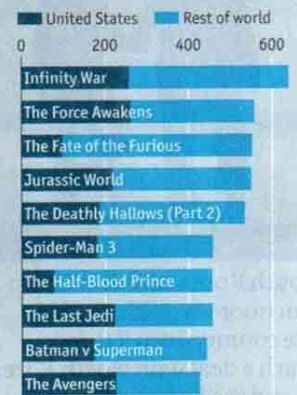 United States Rest of world
0 200 400 600
Infinity War
The Force Awakens
The Fate of the Furious
Jurassic World
The Deathly Hallows (Part 2)
Spider-Man 3
The Half-Blood Prince
The Last Jedi
Batman v Superman
The Avengers